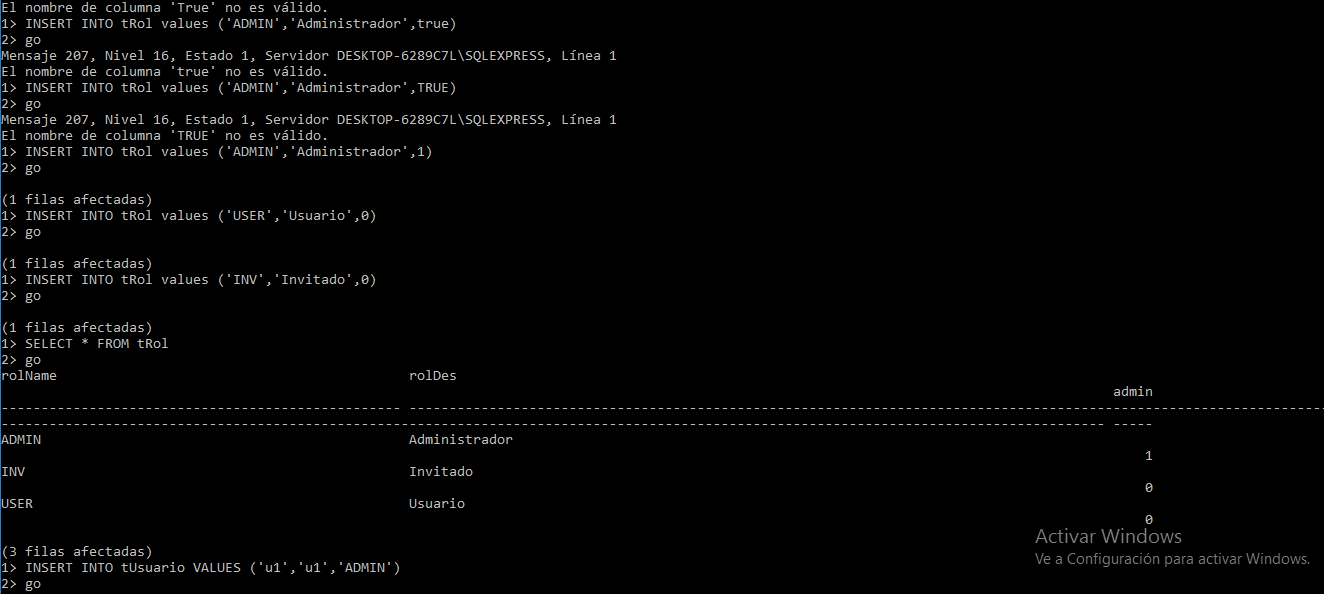 El nombre de columna 'True' no es válido.
1> INSERT INTO tRol values ('ADMIN','Administrador',true)
2> go
Mensaje 207, Nivel 16, Estado 1, Servidor DESKTOP-6289C7L\SQLEXPRESS, Línea 1
El nombre de columna 'true' no es válido.
1> INSERT INTO tRol values ('ADMIN','Administrador',TRUE)
2> go
Mensaje 207, Nivel 16, Estado 1, Servidor DESKTOP-6289C7L\SQLEXPRESS, Línea 1
El nombre de columna 'TRUE' no es válido.
1> INSERT INTO tRol values ('ADMIN','Administrador',1)
2> go
(1 filas afectadas)
1> INSERT INTO tRol values ('USER','Usuario',0)
2> go
(1 filas afectadas)
1> INSERT INTO tRol values ('INV','Invitado',0)
2> go
(1 filas afectadas)
1> SELECT * FROM tRol
2> go
rolName rolDes
admin
ADMIN Administrador
1
INV Invitado
0
USER Usuario
0
(3 filas afectadas)
1> INSERT INTO tUsuario VALUES ('u1','u1','ADMIN')
2> go
Activar Windows
Ve a Configuración para activar Windows.